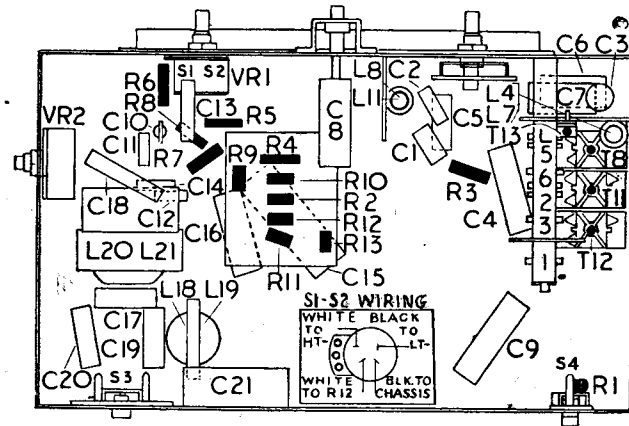 C6 C3
S1 S2 VR1
R6
R8
L8
L11
C2
L4
L7
C7
VR2
C10
C11
C13
R5
C8
C5
T13
L
5
T8
R7
R9
R4
C1
R3
6
T11
C14
R10
R2
C4
2
C18
C12
C16
R12
R13
3
T12
L20 L21
R11
C15
1
S1-S2 WIRING
L18 L19
WHITE BLACK
TO TO
HT- LT-
C17
C19
C9
C20
S3
C21
WHITE BLK.TO
TO R12 CHASSIS
S4
R1